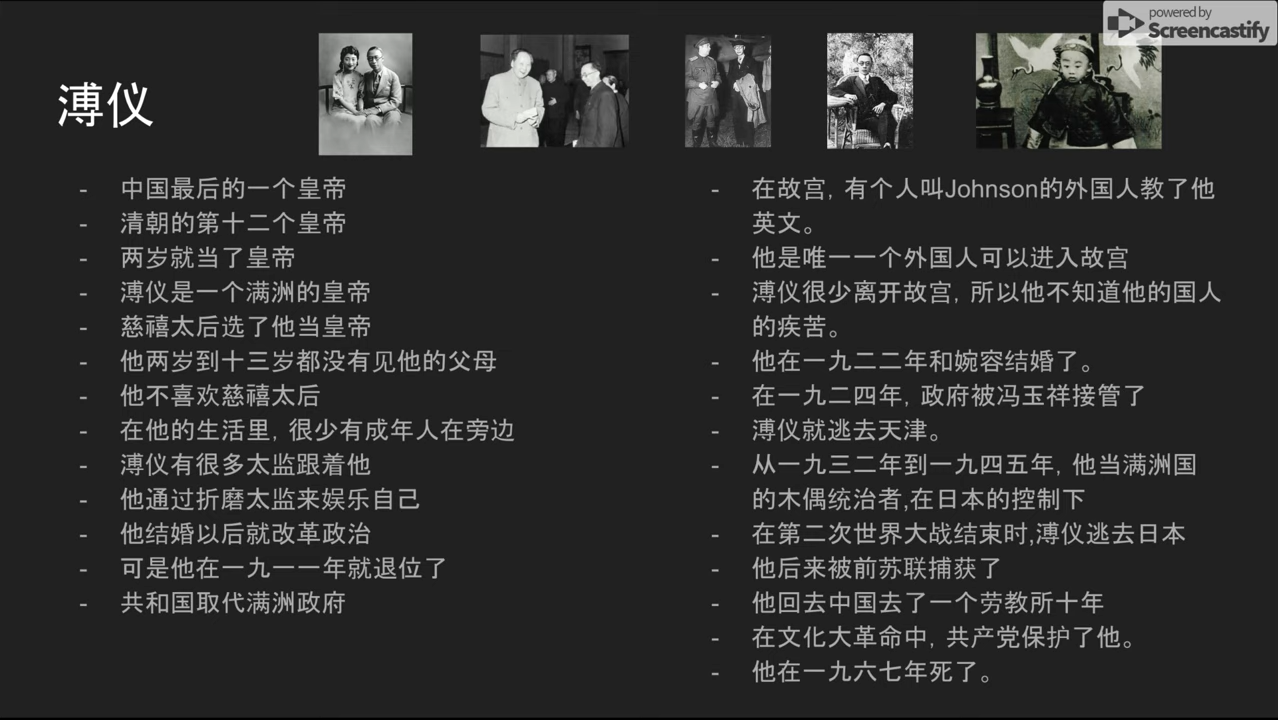 powered by
Screencastify
溥仪
- 中国最后的一个皇帝
- 清朝的第十二个皇帝
- 两岁就当了皇帝
- 溥仪是一个满洲的皇帝
- 慈禧太后选了他当皇帝
- 他两岁到十三岁都没有见他的父母
- 他不喜欢慈禧太后
- 在他的生活里，很少有成年人在旁边
- 溥仪有很多太监跟着他
- 他通过折磨太监来娱乐自己
- 他结婚以后就改革政治
- 可是他在一九一一年就退位了
- 共和国取代满洲政府
- 在故宫，有个人叫Johnson的外国人教了他
英文。
- 他是唯一一个外国人可以进入故宫
- 溥仪很少离开故宫，所以他不知道他的国人
的疾苦。
- 他在一九二二年和婉容结婚了。
- 在一九二四年，政府被冯玉祥接管了
- 溥仪就逃去天津。
- 从一九三二年到一九四五年，他当满洲国
的木偶统治者,在日本的控制下
- 在第二次世界大战结束时,溥仪逃去日本
- 他后来被前苏联捕获了
- 他回去中国去了一个劳教所十年
- 在文化大革命中，共产党保护了他。
- 他在一九六七年死了。